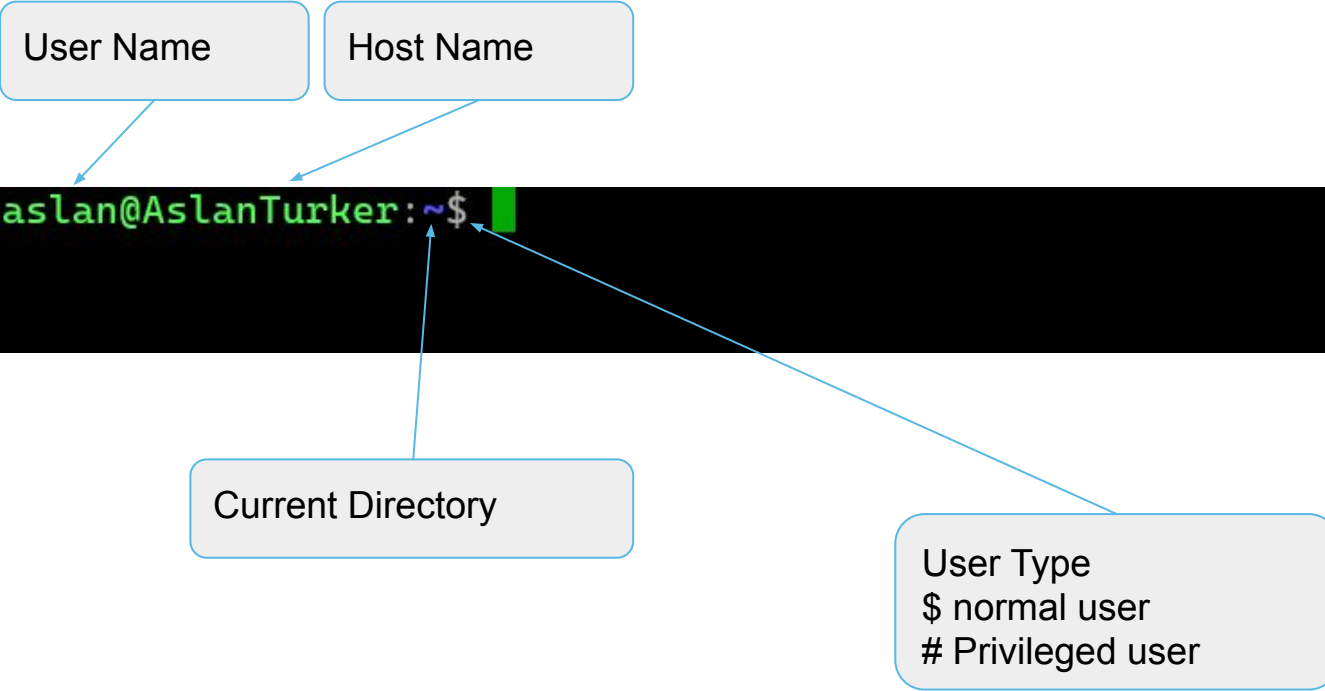 User Name
Host Name
aslan@AslanTurker:~$
Current Directory
User Type
$ normal user
# Privileged user